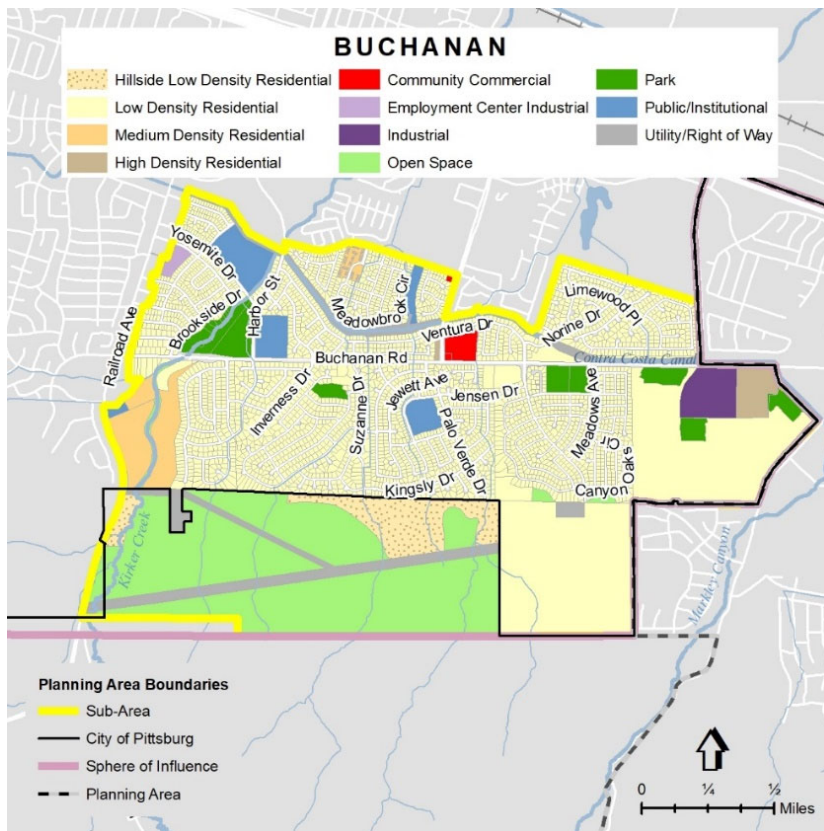 BUCHANAN
Hillside Low Density Residential
Low Density Residential
Medium Density Residential
High Density Residential
Community Commercial
Employment Center Industrial
Industrial
Open Space
Park
Public/Institutional
Utility/Right of Way
Yosemite Dr
Brookside Dr
Harbor St
Railroad Ave
Meadowbrook Cir
Ventura Dr
Limewood Pl
Norine Dr
Contra Costa Canal
Buchanan Rd
Inverness Dr
Suzanne Dr
Jewett Ave
Jensen Dr
Palo Verde Dr
Meadows Ave
Kingsly Dr
Canyon Oaks Cir
Kirker Creek
Markley Canyon
Planning Area Boundaries
Sub-Area
City of Pittsburg
Sphere of Influence
Planning Area
0 ¼ ½
Miles